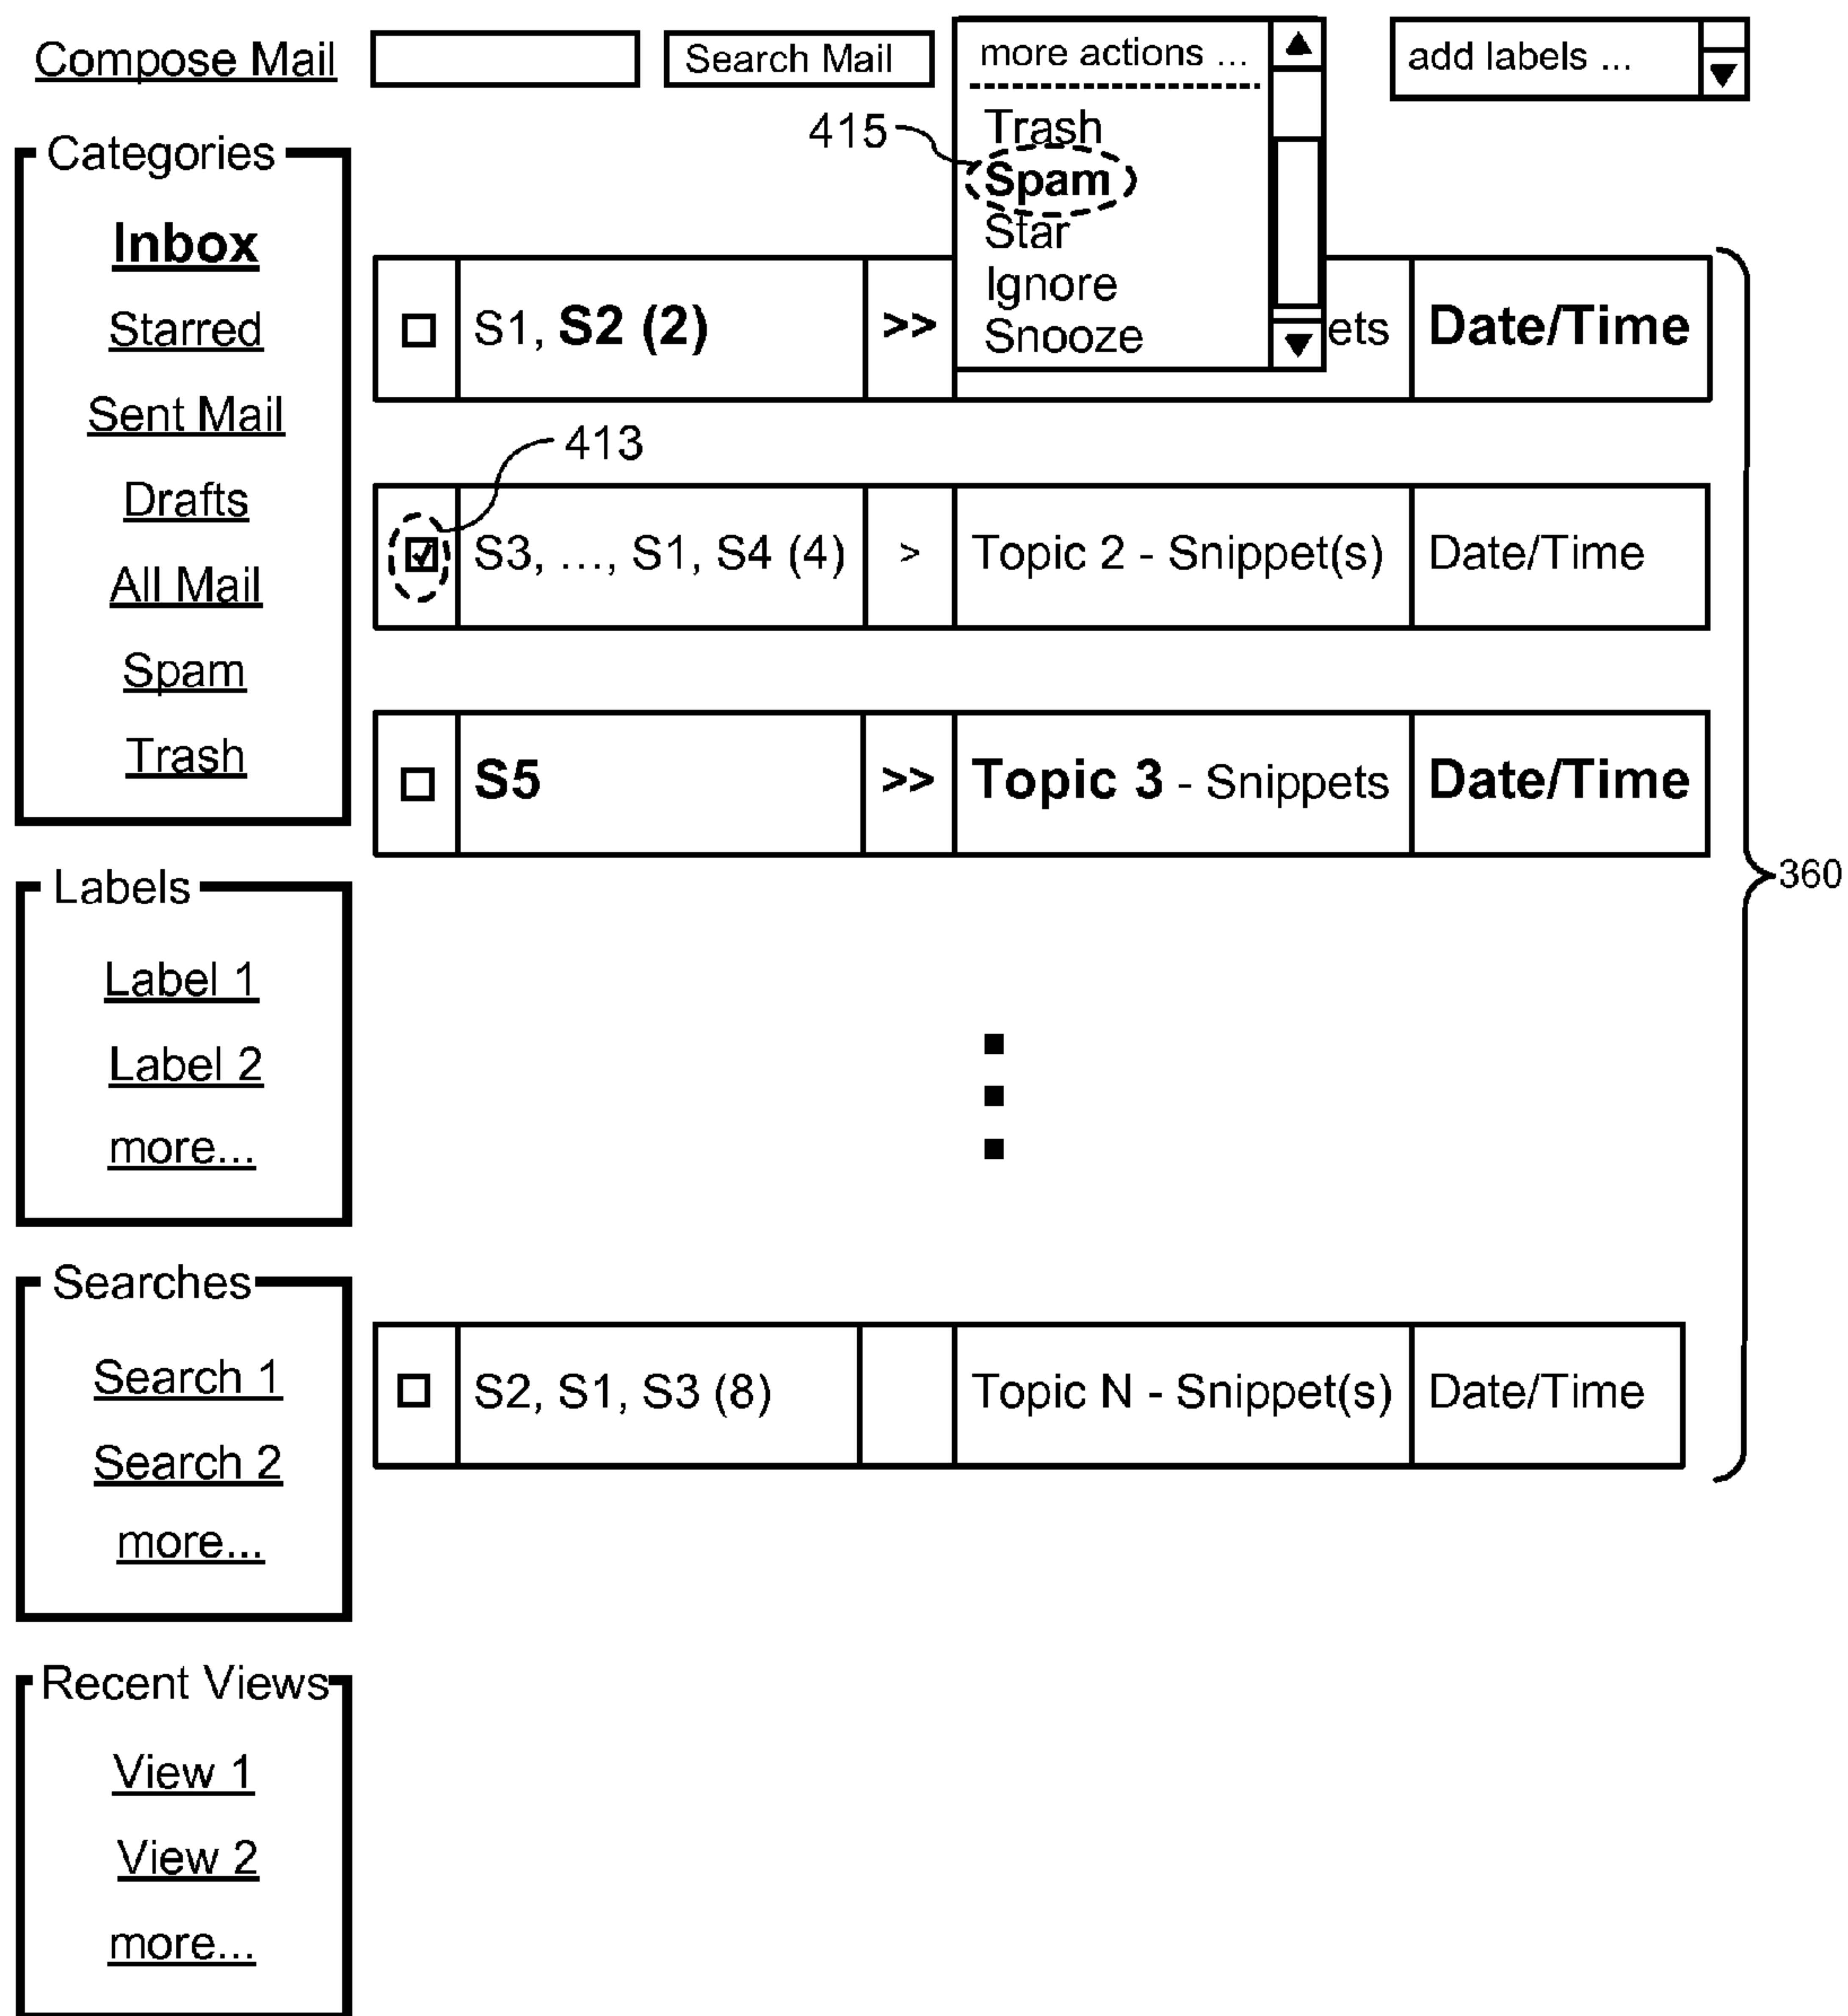 Compose Mail
Search Mail
more actions ...
add labels ...
Trash
415
Spam
Star
Ignore
Snooze
Categories
Inbox
Starred
Sent Mail
Drafts
All Mail
Spam
Trash
S1, S2 (2) >> ets Date/Time
413
S3, ..., S1, S4 (4) > Topic 2 - Snippet(s) Date/Time
S5 >> Topic 3 - Snippets Date/Time
360
Labels
Label 1
Label 2
more...
Searches
Search 1
Search 2
more...
S2, S1, S3 (8) Topic N - Snippet(s) Date/Time
Recent Views
View 1
View 2
more...